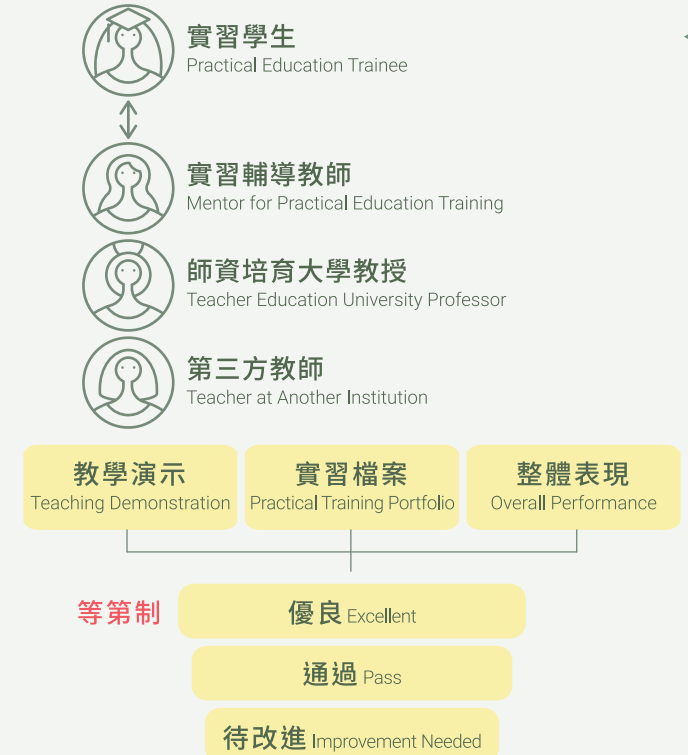 實習學生
Practical Education Trainee
實習輔導教師
Mentor for Practical Education Training
師資培育大學教授
Teacher Education University Professor
第三方教師
Teacher at Another Institution
教學演示
Teaching Demonstration
實習檔案
Practical Training Portfolio
整體表現
Overall Performance
等第制
優良 Excellent
通過 Pass
待改進 Improvement Needed